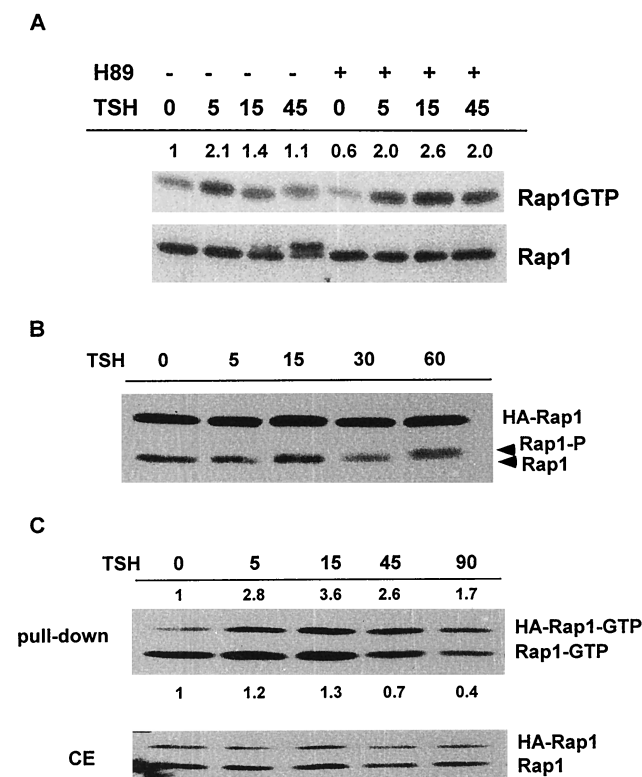 A
H89 - - - - + + + +
TSH 0 5 15 45 0 5 15 45
1 2.1 1.4 1.1 0.6 2.0 2.6 2.0
Rap1GTP
Rap1
B
TSH 0 5 15 30 60
HA-Rap1
Rap1-P
Rap1
C
TSH 0 5 15 45 90
1 2.8 3.6 2.6 1.7
pull-down
HA-Rap1-GTP
Rap1-GTP
1 1.2 1.3 0.7 0.4
HA-Rap1
CE
Rap1